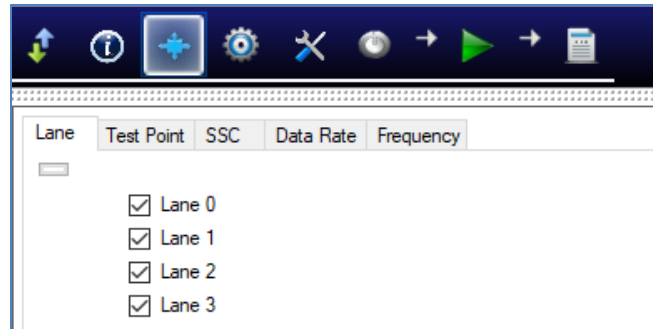 Lane Test Point SSC Data Rate Frequency
Lane 0
Lane 1
Lane 2
Lane 3